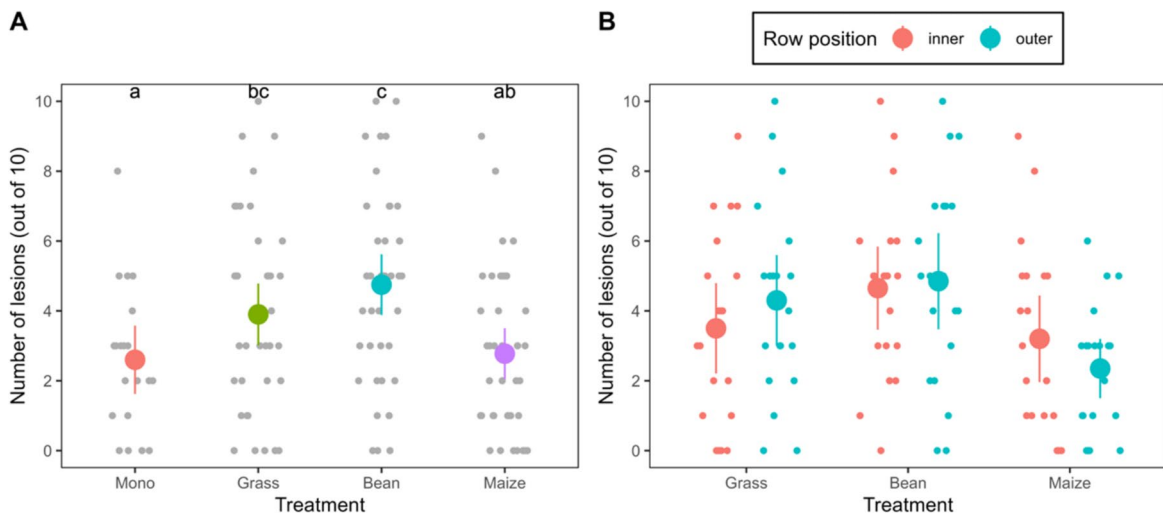 A
a bc c ab
10
8
6
4
2
0
Number of lesions (out of 10)
Mono Grass Bean Maize
Treatment
B
Row position inner outer
10
8
6
4
2
0
Number of lesions (out of 10)
Grass Bean Maize
Treatment